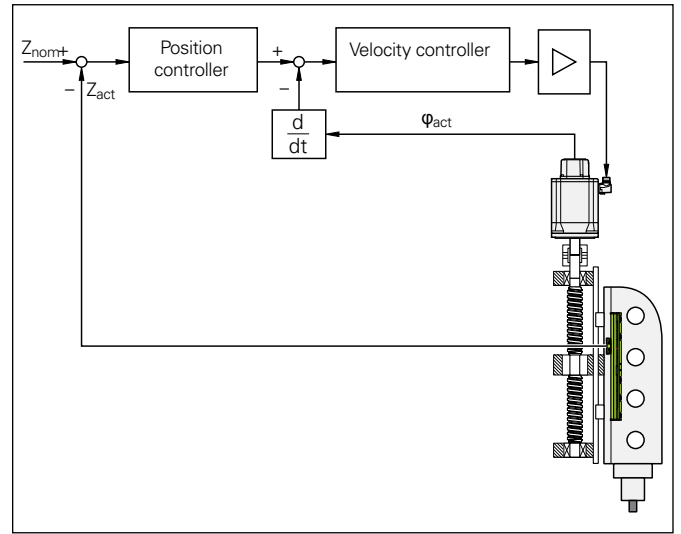 Znom+
Position
controller
+
Velocity controller
−
Zact
−
d
dt
φact